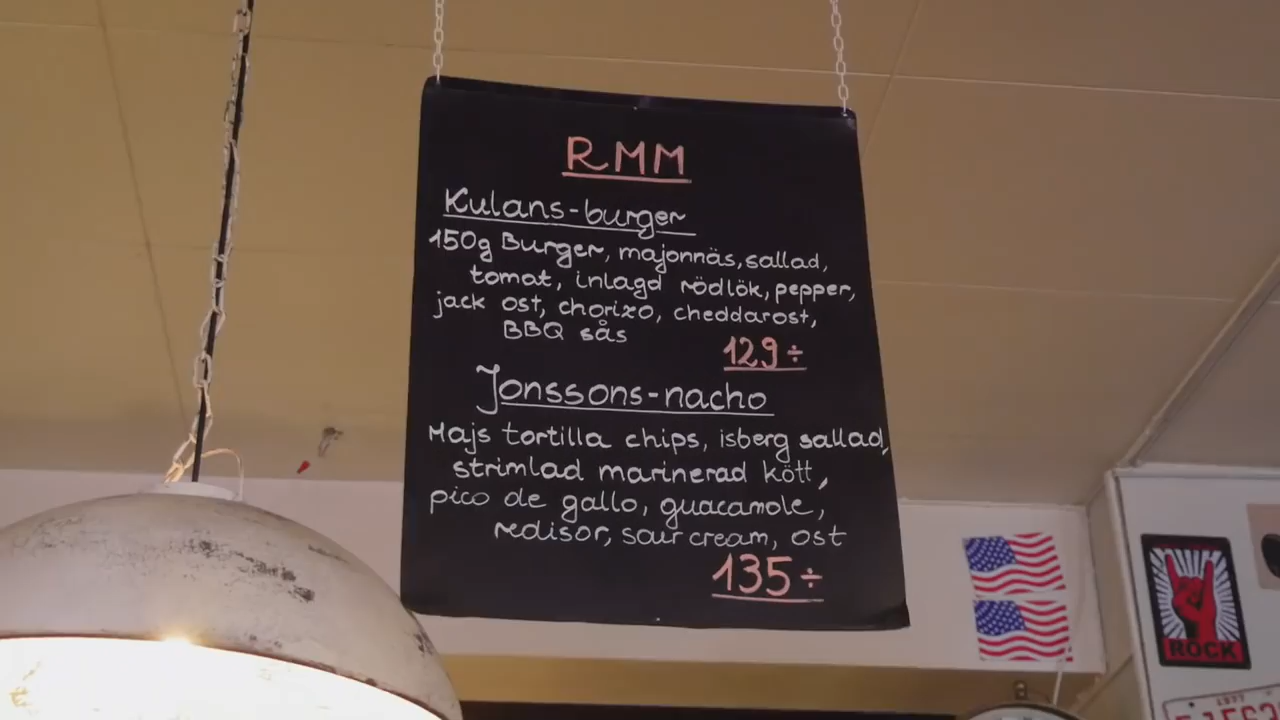 RMM
Kulans-burger
150g Burger, majonnäs, sallad,
tomat, inlagd rödlök, pepper,
jack ost, chorizo, cheddarost,
BBQ sås
129÷
Jonssons-nacho
Majs tortilla chips, isberg sallad,
strimlad marinerad kött,
pico de gallo, guacamole,
redisor, sour cream, ost
135÷
ROCK